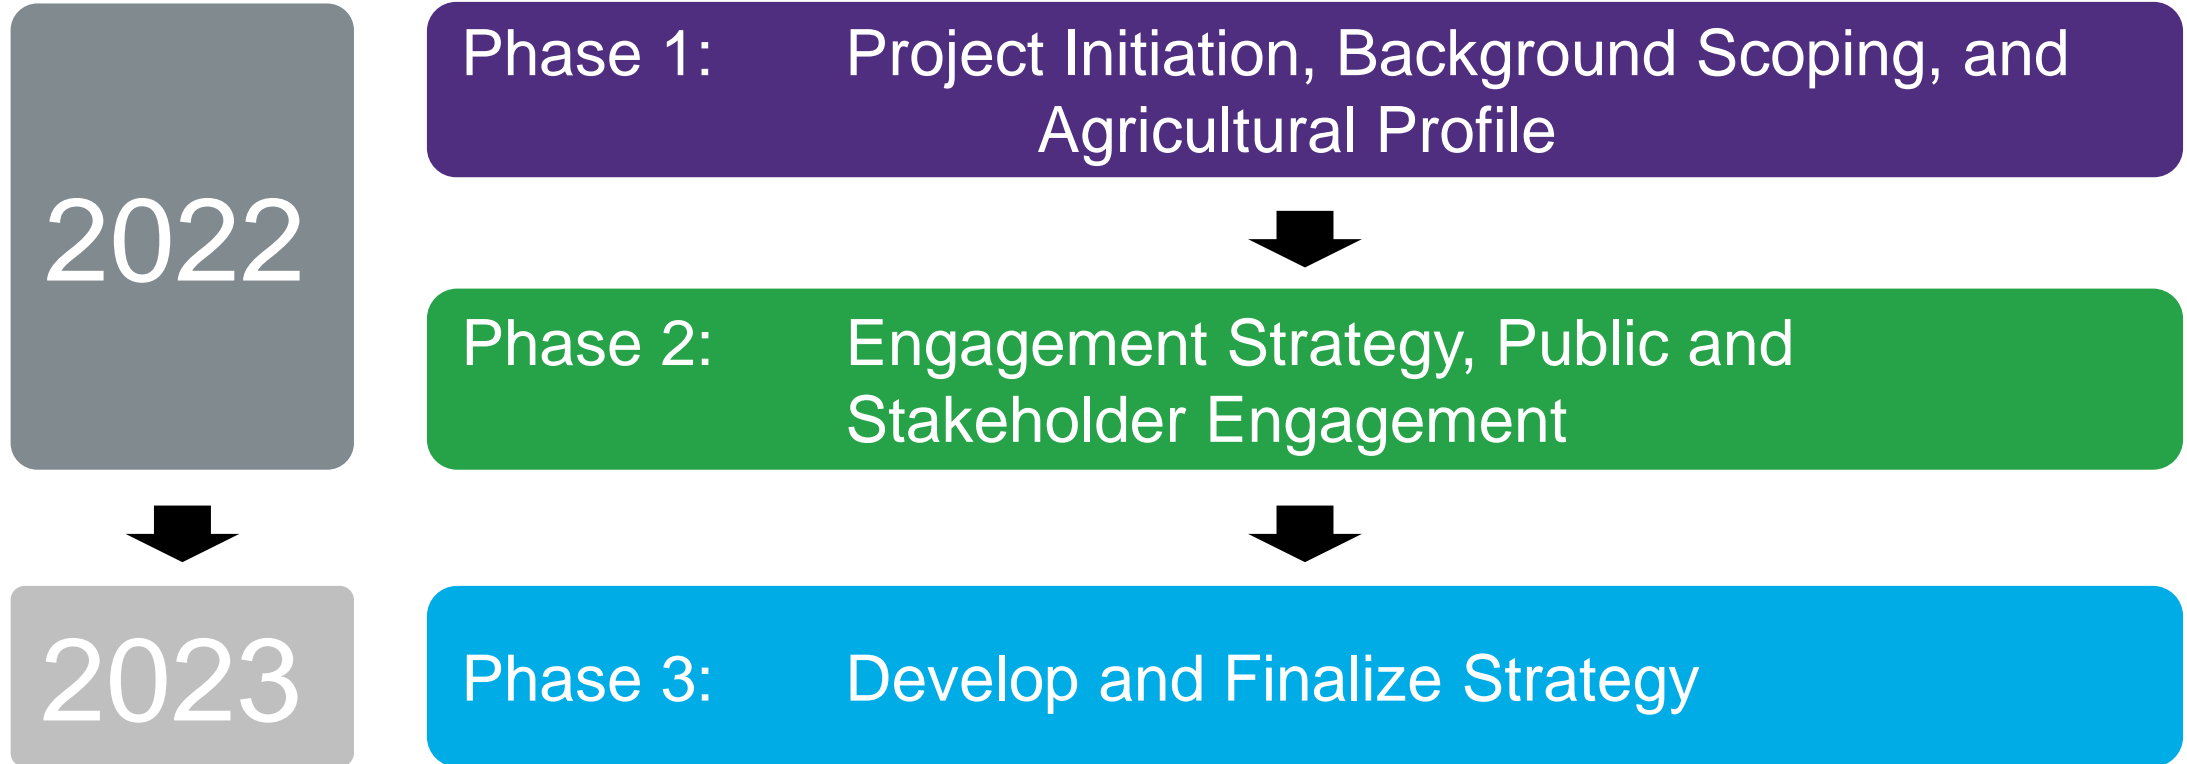 2022
Phase 1: Project Initiation, Background Scoping, and
Agricultural Profile
Phase 2: Engagement Strategy, Public and
Stakeholder Engagement
2023
Phase 3: Develop and Finalize Strategy